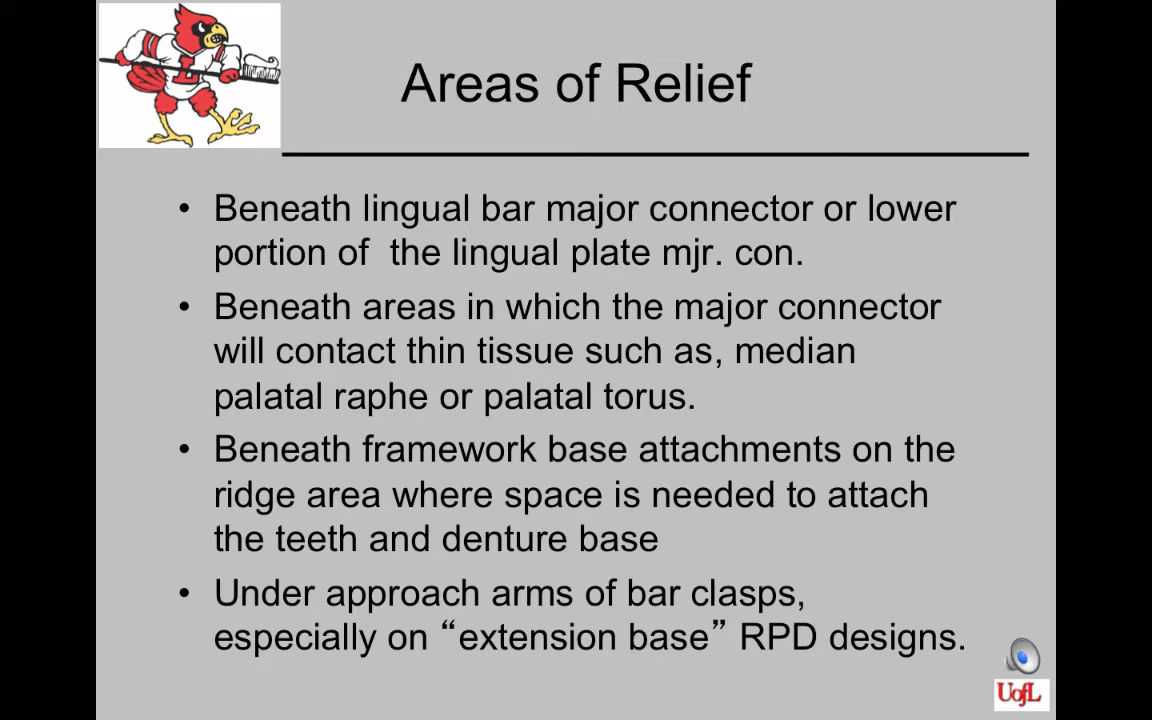 Areas of Relief
• Beneath lingual bar major connector or lower
portion of  the lingual plate mjr. con.
• Beneath areas in which the major connector
will contact thin tissue such as, median
palatal raphe or palatal torus.
• Beneath framework base attachments on the
ridge area where space is needed to attach
the teeth and denture base
• Under approach arms of bar clasps,
especially on “extension base” RPD designs.
L
UofL